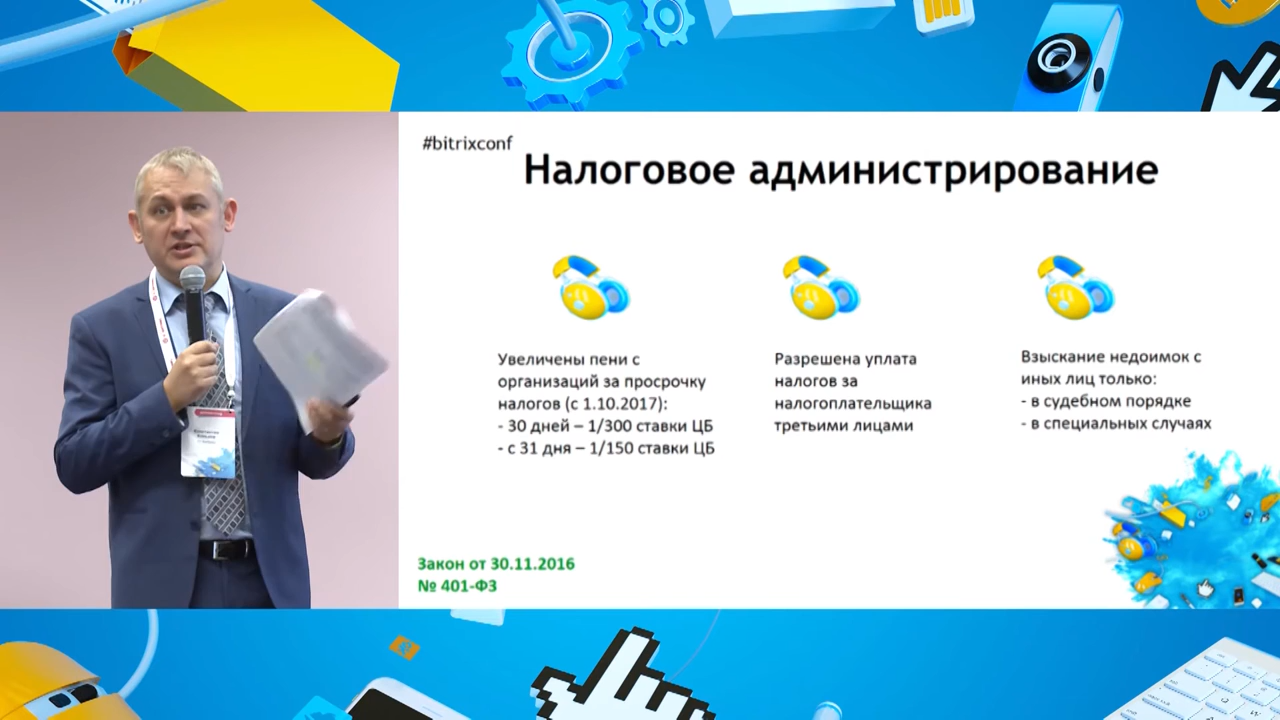 #bitrixconf
Налоговое администрирование
Увеличены пени с
организаций за просрочку
налогов (с 1.10.2017):
- 30 дней – 1/300 ставки ЦБ
- с 31 дня – 1/150 ставки ЦБ
Разрешена уплата
налогов за
налогоплательщика
третьими лицами
Взыскание недоимок с
иных лиц только:
- в судебном порядке
- в специальных случаях
Закон от 30.11.2016
№ 401-ФЗ